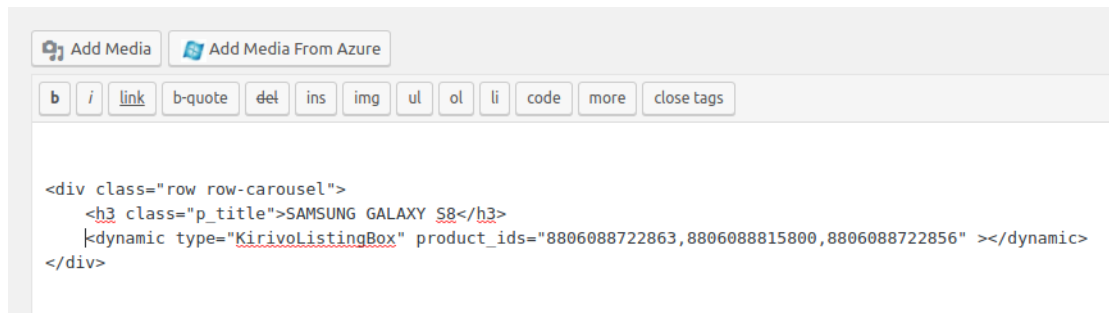 Add Media Add Media From Azure
b i link b-quote del ins img ul ol li code more close tags
<div class="row row-carousel">
<h3 class="p_title">SAMSUNG GALAXY S8</h3>
<dynamic type="KirivoListingBox" product_ids="8806088722863,8806088815800,8806088722856" ></dynamic>
</div>